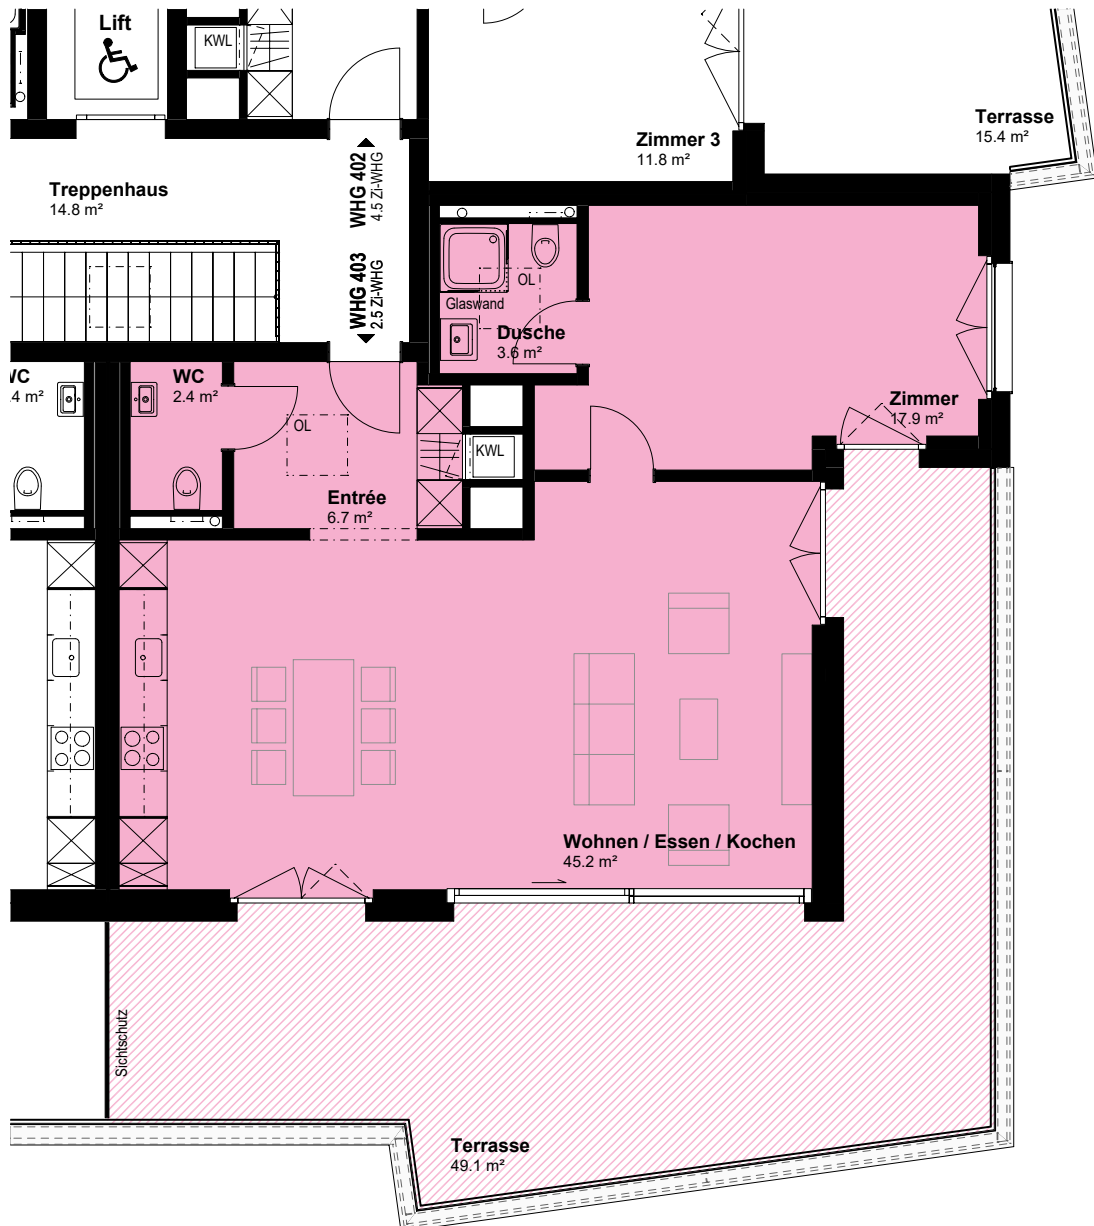 Lift
KWL
Zimmer 3
11.8 m²
Terrasse
15.4 m²
Treppenhaus
14.8 m²
WHG 402
4.5 Zi-WHG
WHG 403
2.5 Zi-WHG
OL
Glaswand
Dusche
3.6 m²
WC
.4 m²
WC
2.4 m²
OL
Zimmer
17.9 m²
KWL
Entrée
6.7 m²
Wohnen / Essen / Kochen
45.2 m²
Sichtschutz
Terrasse
49.1 m²